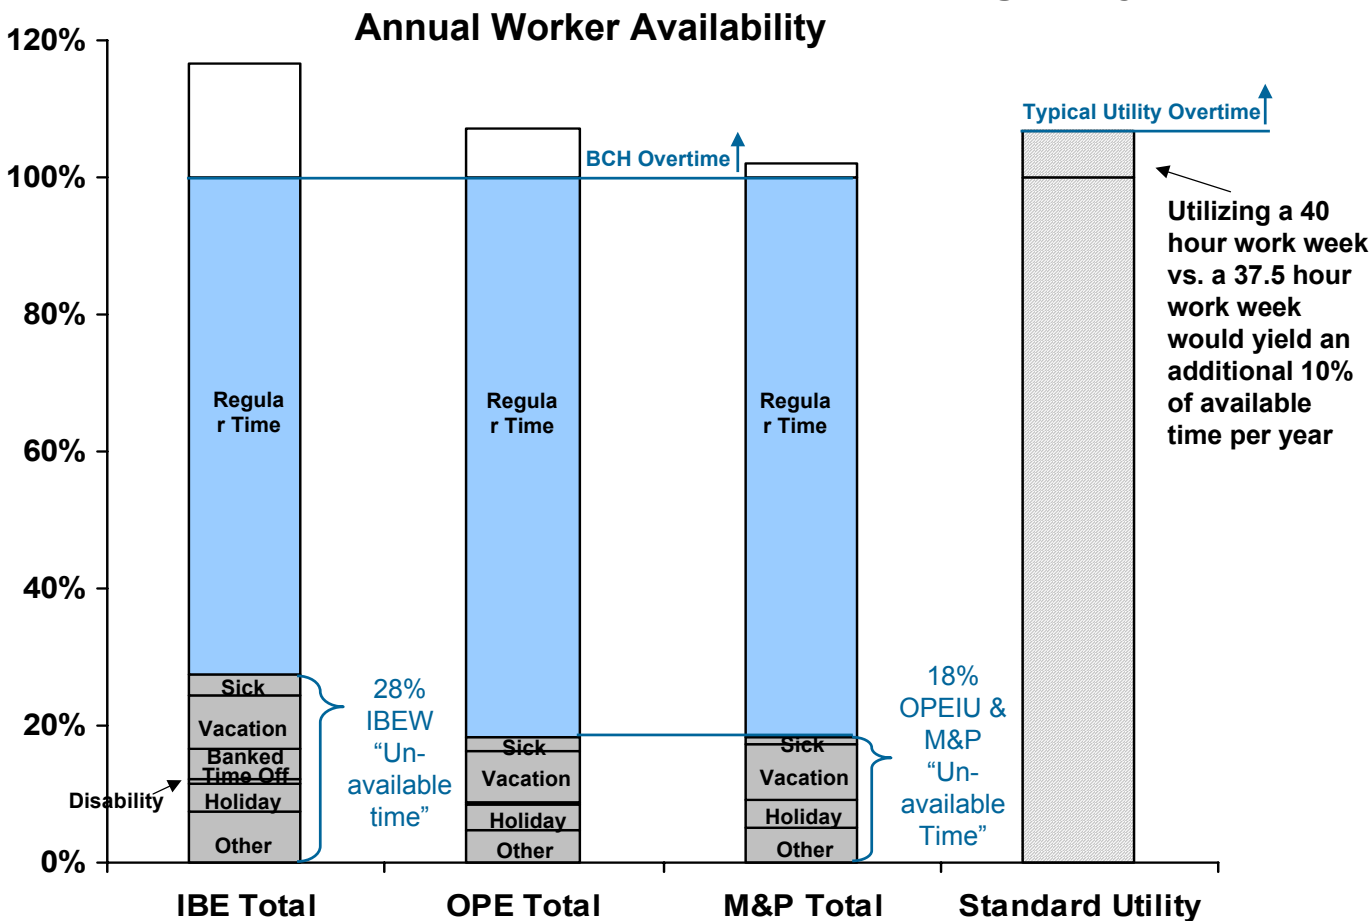 Annual Worker Availability
120%
100%
80%
60%
40%
20%
0%
BCH Overtime
Typical Utility Overtime
Utilizing a 40
hour work week
vs. a 37.5 hour
work week
would yield an
additional 10%
of available
time per year
Regula
r Time
Sick
Vacation
Banked
Time Off
Disability
Holiday
Other
28%
IBEW
“Un-
available
time”
Regula
r Time
Sick
Vacation
Holiday
Other
Regula
r Time
Sick
Vacation
Holiday
Other
18%
OPEIU &
M&P
“Un-
available
Time”
IBE Total
OPE Total
M&P Total
Standard Utility